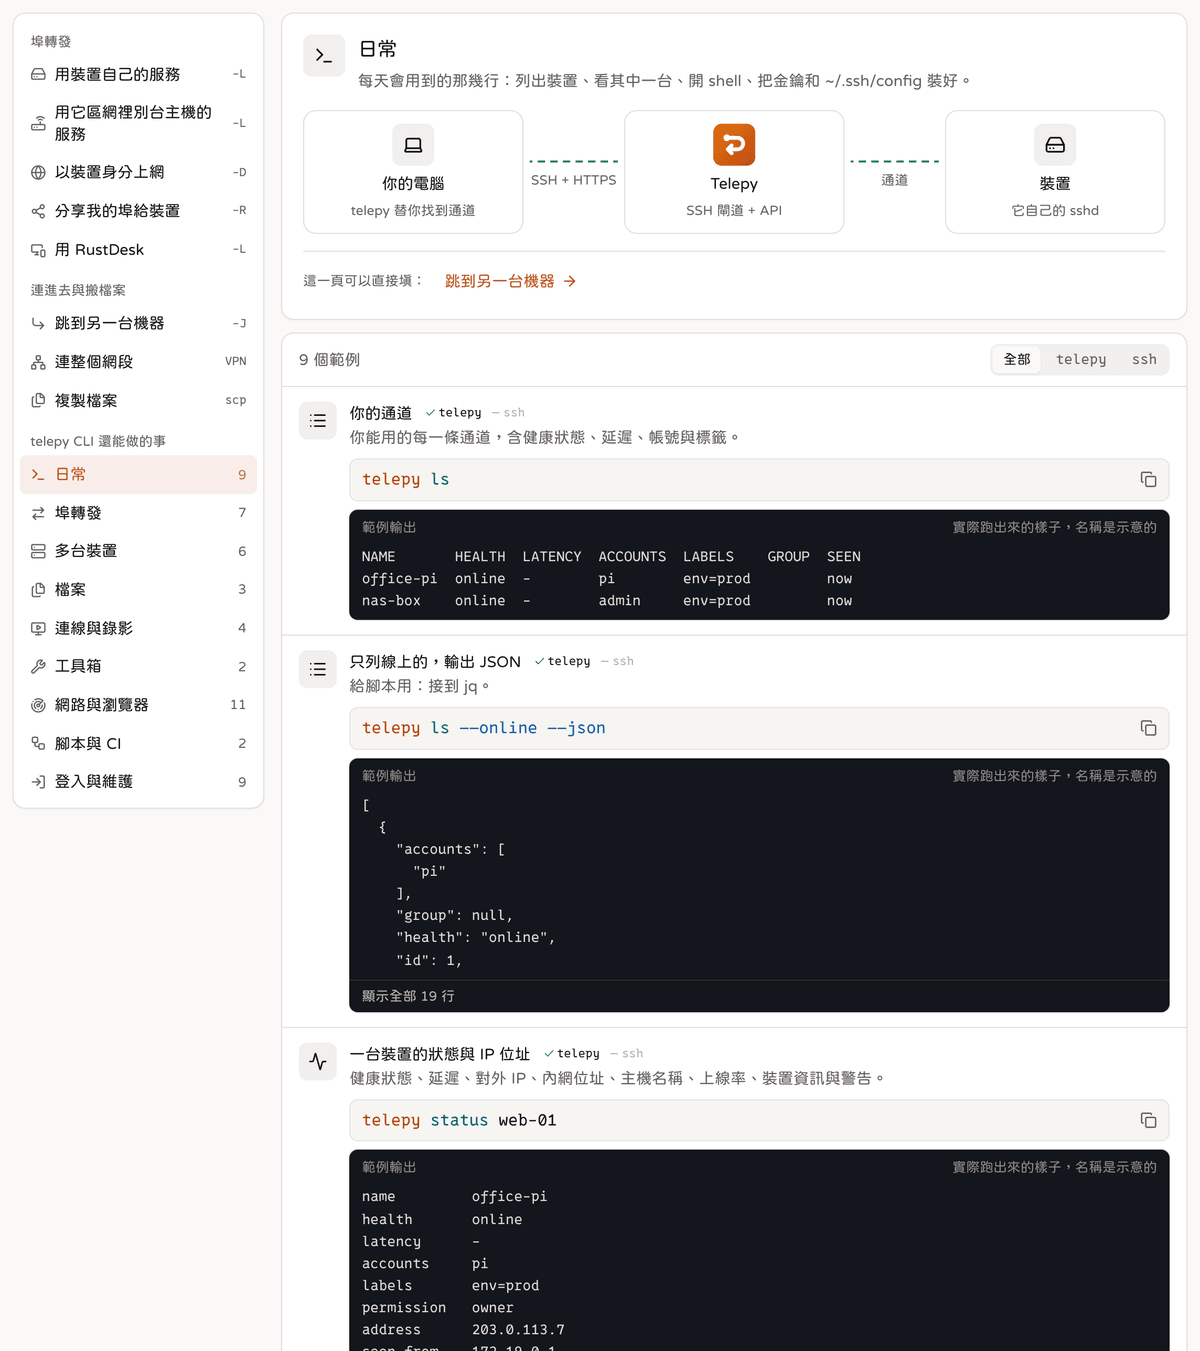 埠轉發
用裝置自己的服務 -L
用它區網裡別台主機的
服務 -L
以裝置身分上網 -D
分享我的埠給裝置 -R
用 RustDesk -L
連進去與搬檔案
跳到另一台機器 -J
連整個網段 VPN
複製檔案 scp
telepy CLI 還能做的事
日常 9
埠轉發 7
多台裝置 6
檔案 3
連線與錄影 4
工具箱 2
網路與瀏覽器 11
腳本與 CI 2
登入與維護 9
日常
每天會用到的那幾行：列出裝置、看其中一台、開 shell、把金鑰和 ~/.ssh/config 裝好。
你的電腦
telepy 替你找到通道
SSH + HTTPS
Telepy
SSH 閘道 + API
通道
裝置
它自己的 sshd
這一頁可以直接填： 跳到另一台機器 →
9 個範例
全部 telepy ssh
你的通道 ✓ telepy — ssh
你能用的每一條通道，含健康狀態、延遲、帳號與標籤。
telepy ls
範例輸出 實際跑出來的樣子，名稱是示意的
NAME HEALTH LATENCY ACCOUNTS LABELS GROUP SEEN
office-pi online - pi env=prod now
nas-box online - admin env=prod now
只列線上的，輸出 JSON ✓ telepy — ssh
給腳本用：接到 jq。
telepy ls --online --json
範例輸出 實際跑出來的樣子，名稱是示意的
[
{
"accounts": [
"pi"
],
"group": null,
"health": "online",
"id": 1,
顯示全部 19 行
一台裝置的狀態與 IP 位址 ✓ telepy — ssh
健康狀態、延遲、對外 IP、內網位址、主機名稱、上線率、裝置資訊與警告。
telepy status web-01
範例輸出 實際跑出來的樣子，名稱是示意的
name office-pi
health online
latency -
accounts pi
labels env=prod
permission owner
address 203.0.113.7
seen from 172.19.0.1